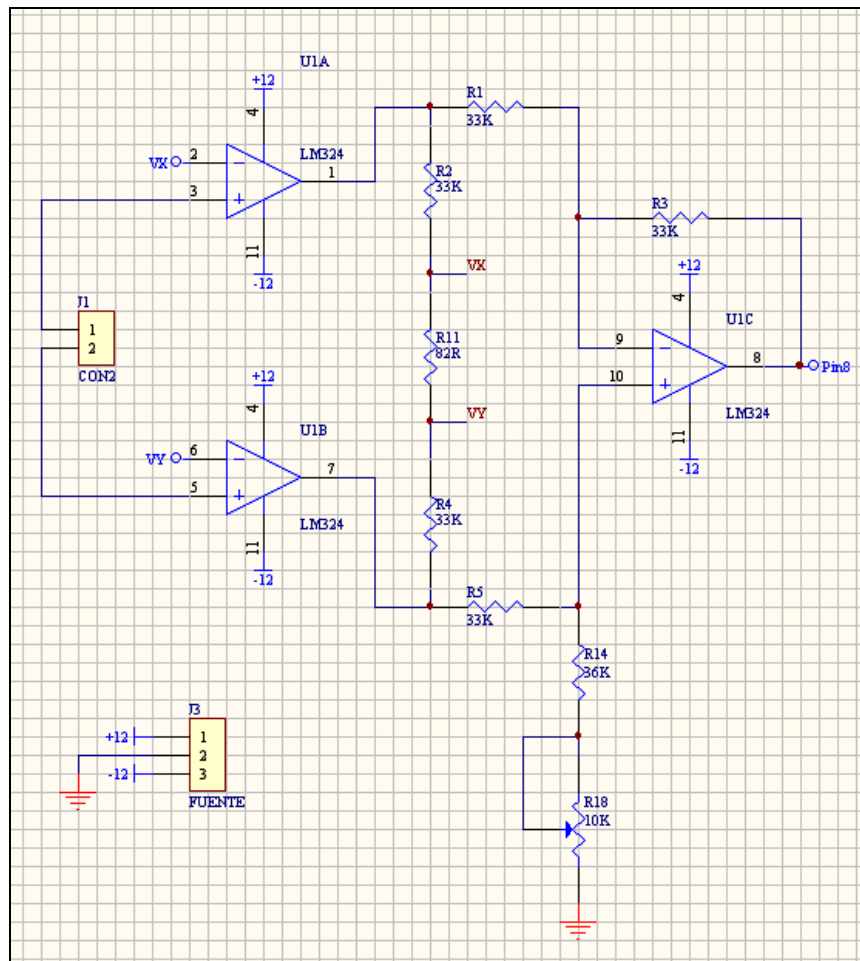 U1A
+12
4
R1
33K
VX
2
3
LM324
1
R2
33K
11
-12
VX
R3
33K
+12
4
U1C
9
10
8
Pin8
LM324
11
-12
J1
1
2
CON2
R11
82R
+12
4
U1B
VY
VY
6
5
7
LM324
11
-12
R4
33K
R5
33K
R14
36K
J3
+12
1
2
-12
3
FUENTE
R18
10K